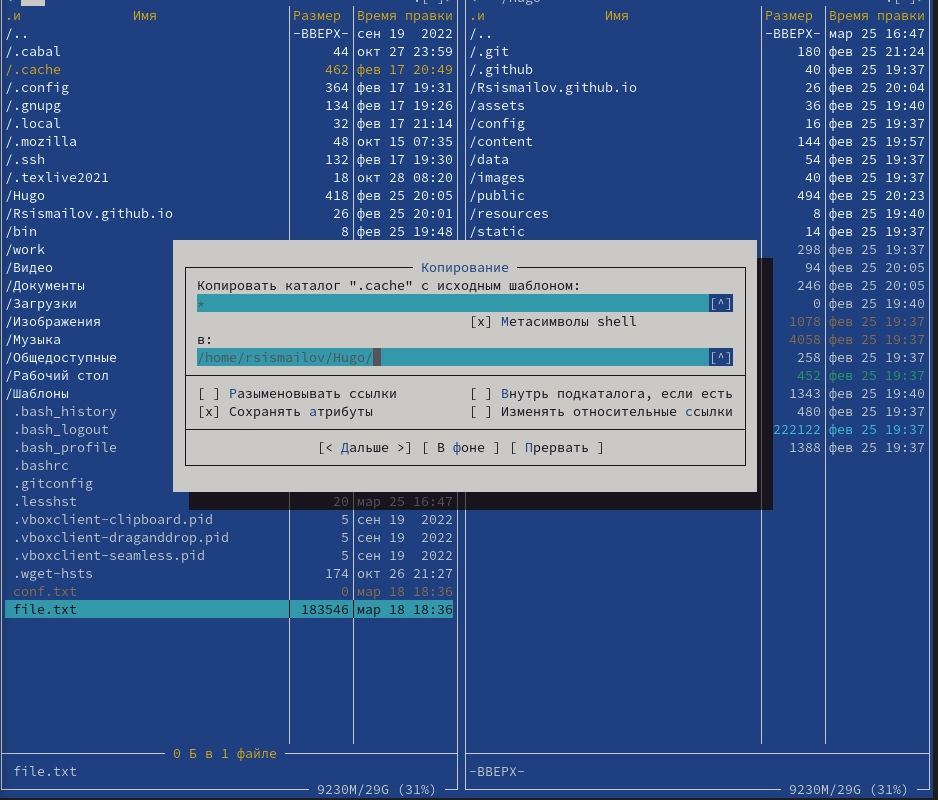 .и Имя Размер Время правки
/.. -ВВЕРХ- сен 19 2022
/.cabal 44 окт 27 23:59
/.cache 462 фев 17 20:49
/.config 364 фев 17 19:31
/.gnupg 134 фев 17 19:26
/.local 32 фев 17 21:14
/.mozilla 48 окт 15 07:35
/.ssh 132 фев 17 19:30
/.texlive2021 18 окт 28 08:20
/Hugo 418 фев 25 20:05
/Rsismailov.github.io 26 фев 25 20:01
/bin 8 фев 25 19:48
/work
/Видео
/Документы
/Загрузки
/Изображения
/Музыка
/Общедоступные
/Рабочий стол
/Шаблоны
.bash_history
.bash_logout
.bash_profile
.bashrc
.gitconfig
.lesshst 20 мар 25 16:47
.vboxclient-clipboard.pid 5 сен 19 2022
.vboxclient-draganddrop.pid 5 сен 19 2022
.vboxclient-seamless.pid 5 сен 19 2022
.wget-hsts 174 окт 26 21:27
conf.txt 0 мар 18 18:36
file.txt 183546 мар 18 18:36
0 Б в 1 файле
file.txt
9230M/29G (31%)
.и Имя Размер Время правки
/.. -ВВЕРХ- мар 25 16:47
/.git 180 фев 25 21:24
/.github 40 фев 25 19:37
/Rsismailov.github.io 26 фев 25 20:04
/assets 36 фев 25 19:40
/config 16 фев 25 19:37
/content 144 фев 25 19:57
/data 54 фев 25 19:37
/images 40 фев 25 19:37
/public 494 фев 25 20:23
/resources 8 фев 25 19:40
/static 14 фев 25 19:37
298 фев 25 19:37
94 фев 25 20:05
246 фев 25 20:05
0 фев 25 19:40
1078 фев 25 19:37
4058 фев 25 19:37
258 фев 25 19:37
452 фев 25 19:37
1343 фев 25 19:40
480 фев 25 19:37
222122 фев 25 19:37
1388 фев 25 19:37
-ВВЕРХ-
9230M/29G (31%)
Копирование
Копировать каталог ".cache" с исходным шаблоном:
* [^]
[x] Метасимволы shell
в:
/home/rsismailov/Hugo/ [^]
[ ] Разыменовывать ссылки [ ] Внутрь подкаталога, если есть
[x] Сохранять атрибуты [ ] Изменять относительные ссылки
[< Дальше >] [ В фоне ] [ Прервать ]